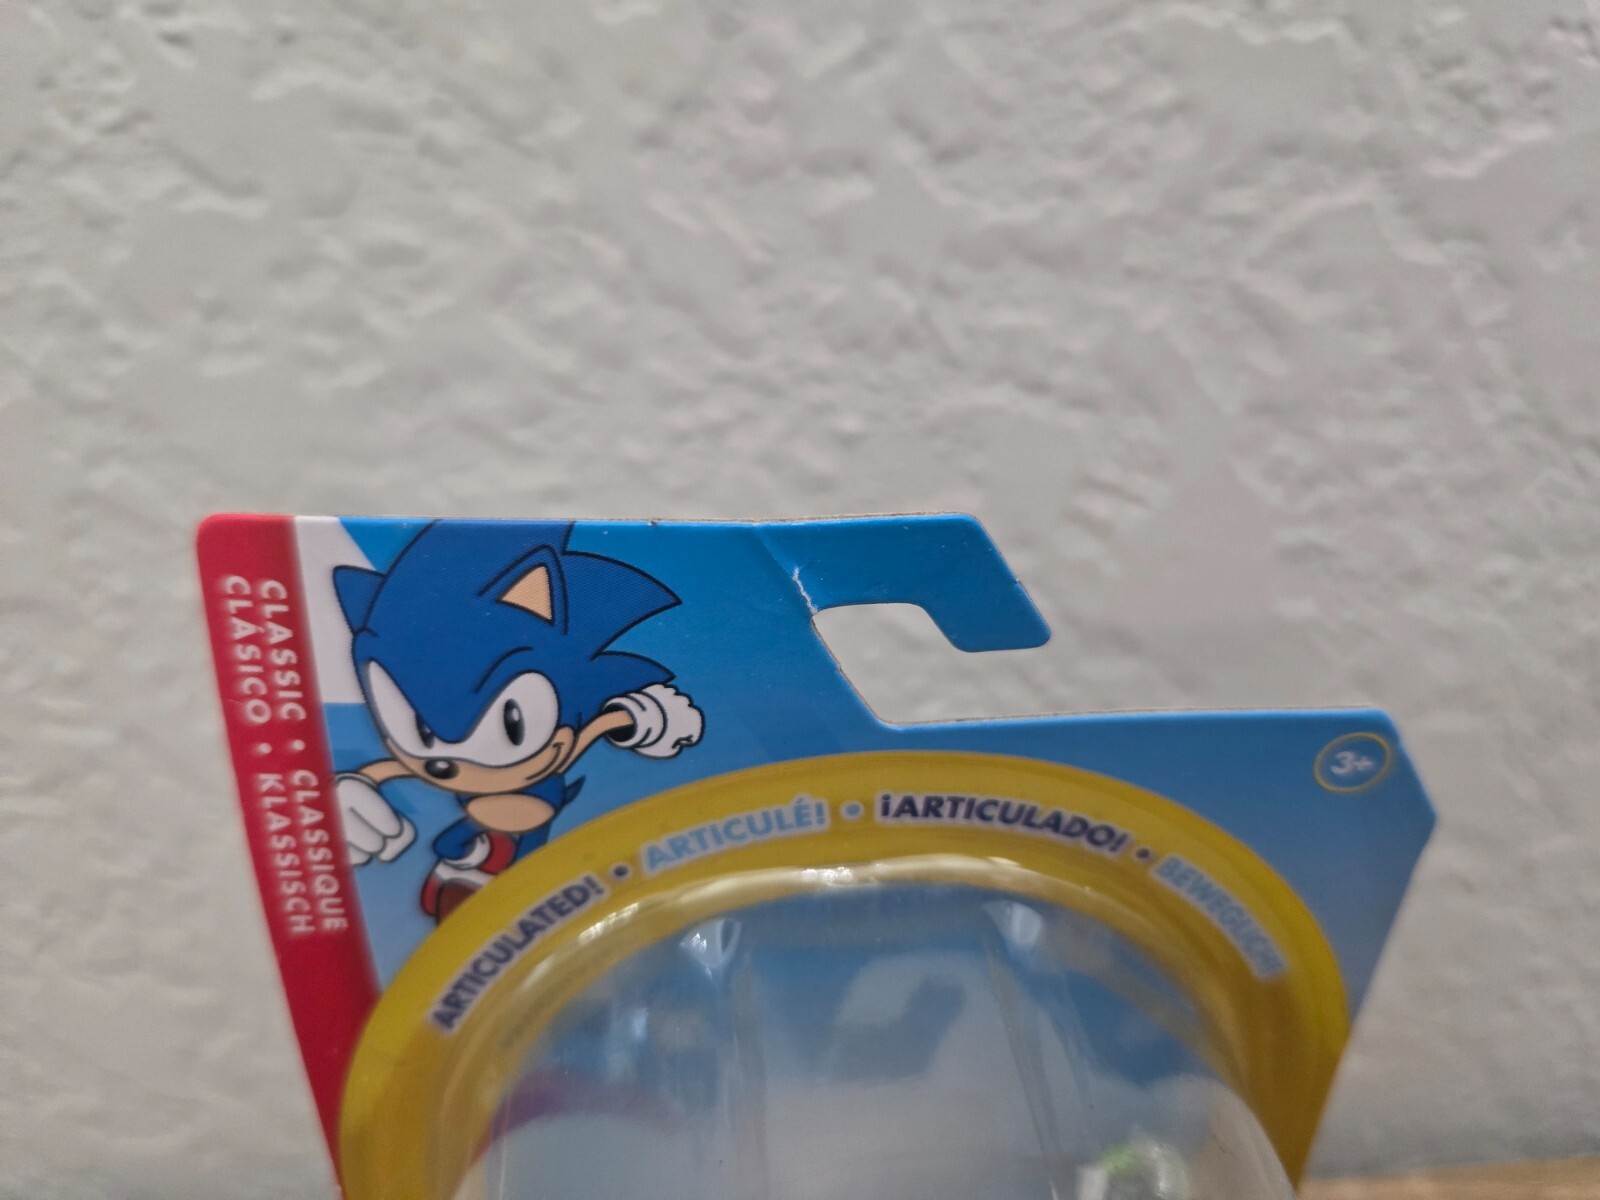 CLASSIC • CLASSIQUE
CLÁSICO • KLASSISCH
3+
ARTICULATED! • ARTICULÉ! • ¡ARTICULADO! • BEWEGLICH!